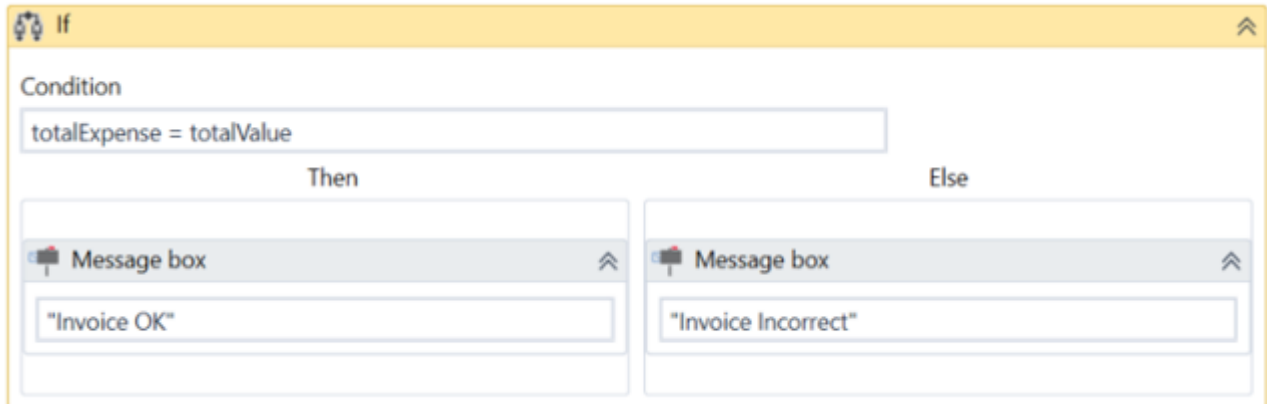 If
Condition
totalExpense = totalValue
Then
Else
Message box
Message box
"Invoice OK"
"Invoice Incorrect"